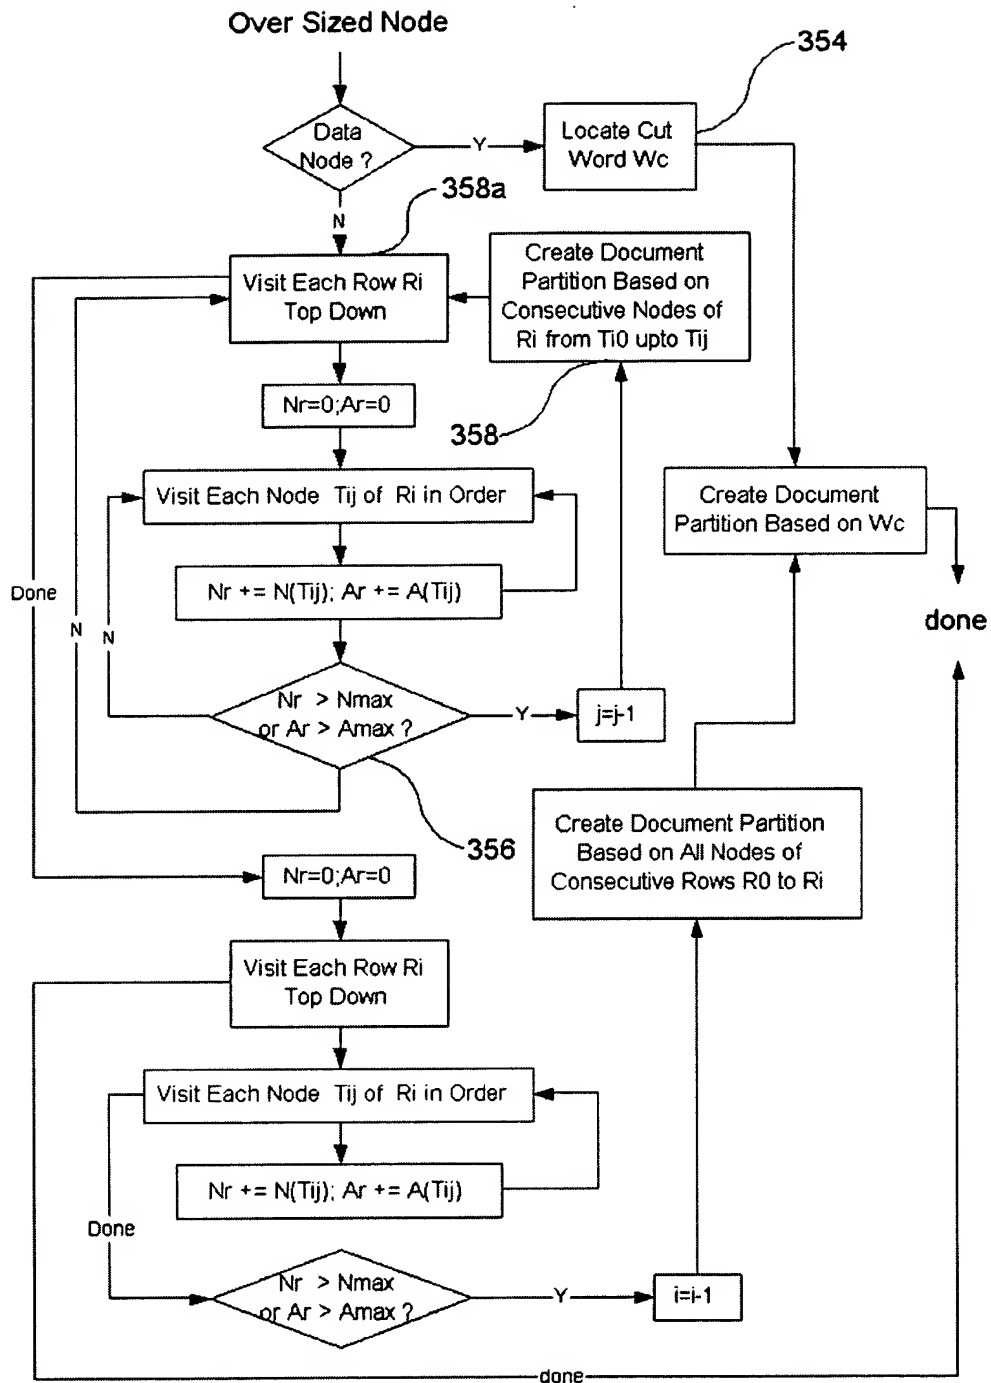 Over Sized Node
354
Data
Node ?
Y
Locate Cut
Word Wc
358a
N
Visit Each Row Ri
Top Down
Create Document
Partition Based on
Consecutive Nodes of
Ri from Ti0 upto Tij
Nr=0;Ar=0
358
Visit Each Node Tij of Ri in Order
Create Document
Partition Based on Wc
Nr += N(Tij); Ar += A(Tij)
Done
N
N
done
Nr > Nmax
or Ar > Amax ?
Y
j=j-1
356
Create Document Partition
Based on All Nodes of
Consecutive Rows R0 to Ri
Nr=0;Ar=0
Visit Each Row Ri
Top Down
Visit Each Node Tij of Ri in Order
Nr += N(Tij); Ar += A(Tij)
Done
Nr > Nmax
or Ar > Amax ?
Y
i=i-1
done